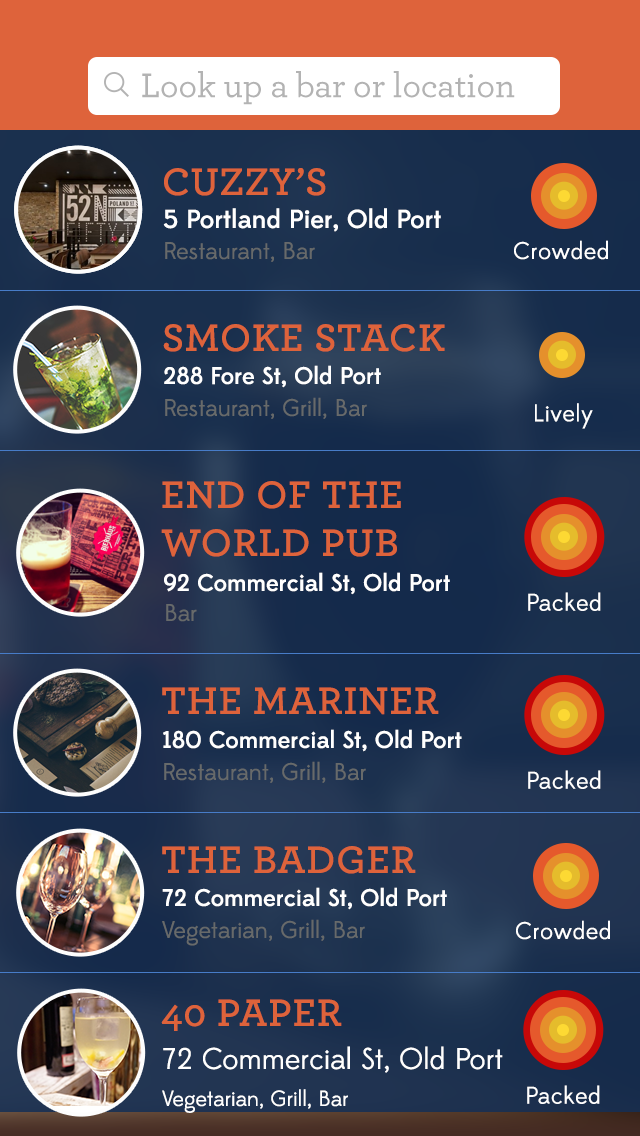 Look up a bar or location
52°N
POLAND ST
CUZZY'S
5 Portland Pier, Old Port
Restaurant, Bar
Crowded
SMOKE STACK
288 Fore St, Old Port
Restaurant, Grill, Bar
Lively
END OF THE
WORLD PUB
92 Commercial St, Old Port
Bar
Packed
THE MARINER
180 Commercial St, Old Port
Restaurant, Grill, Bar
Packed
THE BADGER
72 Commercial St, Old Port
Vegetarian, Grill, Bar
Crowded
40 PAPER
72 Commercial St, Old Port
Vegetarian, Grill, Bar
Packed